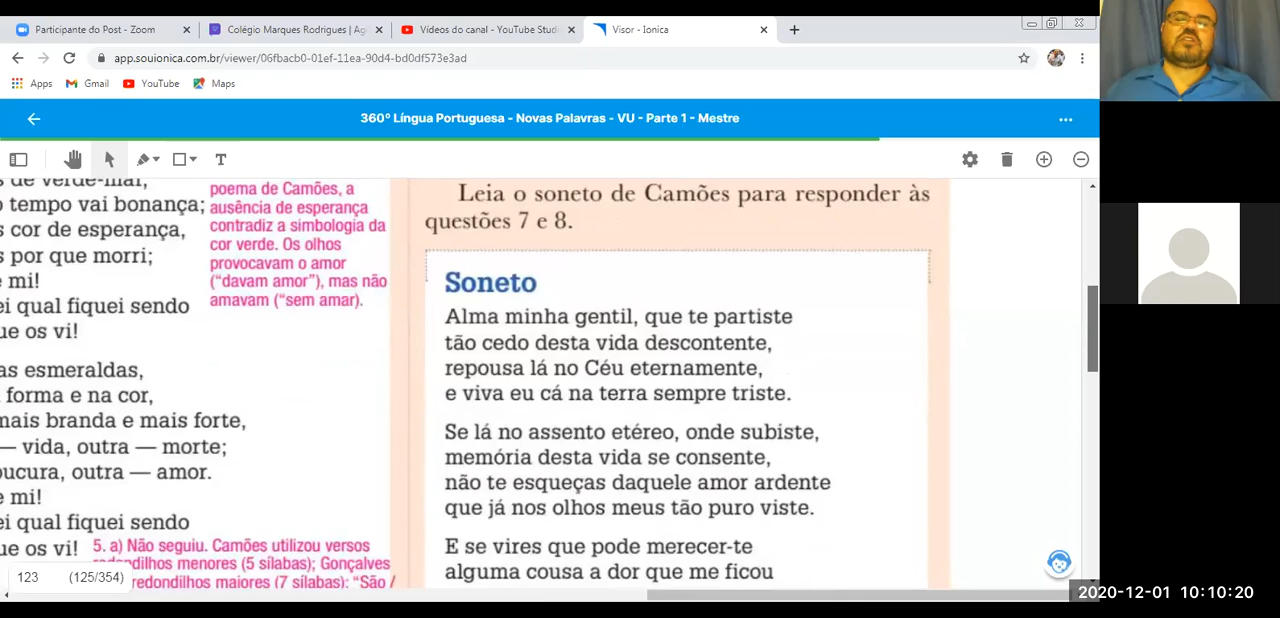 Participante do Post - Zoom
Colégio Marques Rodrigues | Ag
Vídeos do canal - YouTube Studi
Visor - Ionica
app.souionica.com.br/viewer/06fbacb0-01ef-11ea-90d4-bd0df573e3ad
Apps
Gmail
YouTube
Maps
360º Língua Portuguesa - Novas Palavras - VU - Parte 1 - Mestre
T
s de verde-mar,
o tempo vai bonança;
s cor de esperança,
s por que morri;
e mi!
ei qual fiquei sendo
ue os vi!
as esmeraldas,
forma e na cor,
mais branda e mais forte,
— vida, outra — morte;
oucura, outra — amor.
e mi!
ei qual fiquei sendo
ue os vi!
poema de Camões, a
ausência de esperança
contradiz a simbologia da
cor verde. Os olhos
provocavam o amor
(“davam amor”), mas não
amavam (“sem amar).
5. a) Não seguiu. Camões utilizou versos
redondilhos menores (5 sílabas); Gonçalves
redondilhos maiores (7 sílabas): “São /
Leia o soneto de Camões para responder às
questões 7 e 8.
Soneto
Alma minha gentil, que te partiste
tão cedo desta vida descontente,
repousa lá no Céu eternamente,
e viva eu cá na terra sempre triste.
Se lá no assento etéreo, onde subiste,
memória desta vida se consente,
não te esqueças daquele amor ardente
que já nos olhos meus tão puro viste.
E se vires que pode merecer-te
alguma cousa a dor que me ficou
123 (125/354)
2020-12-01 10:10:20